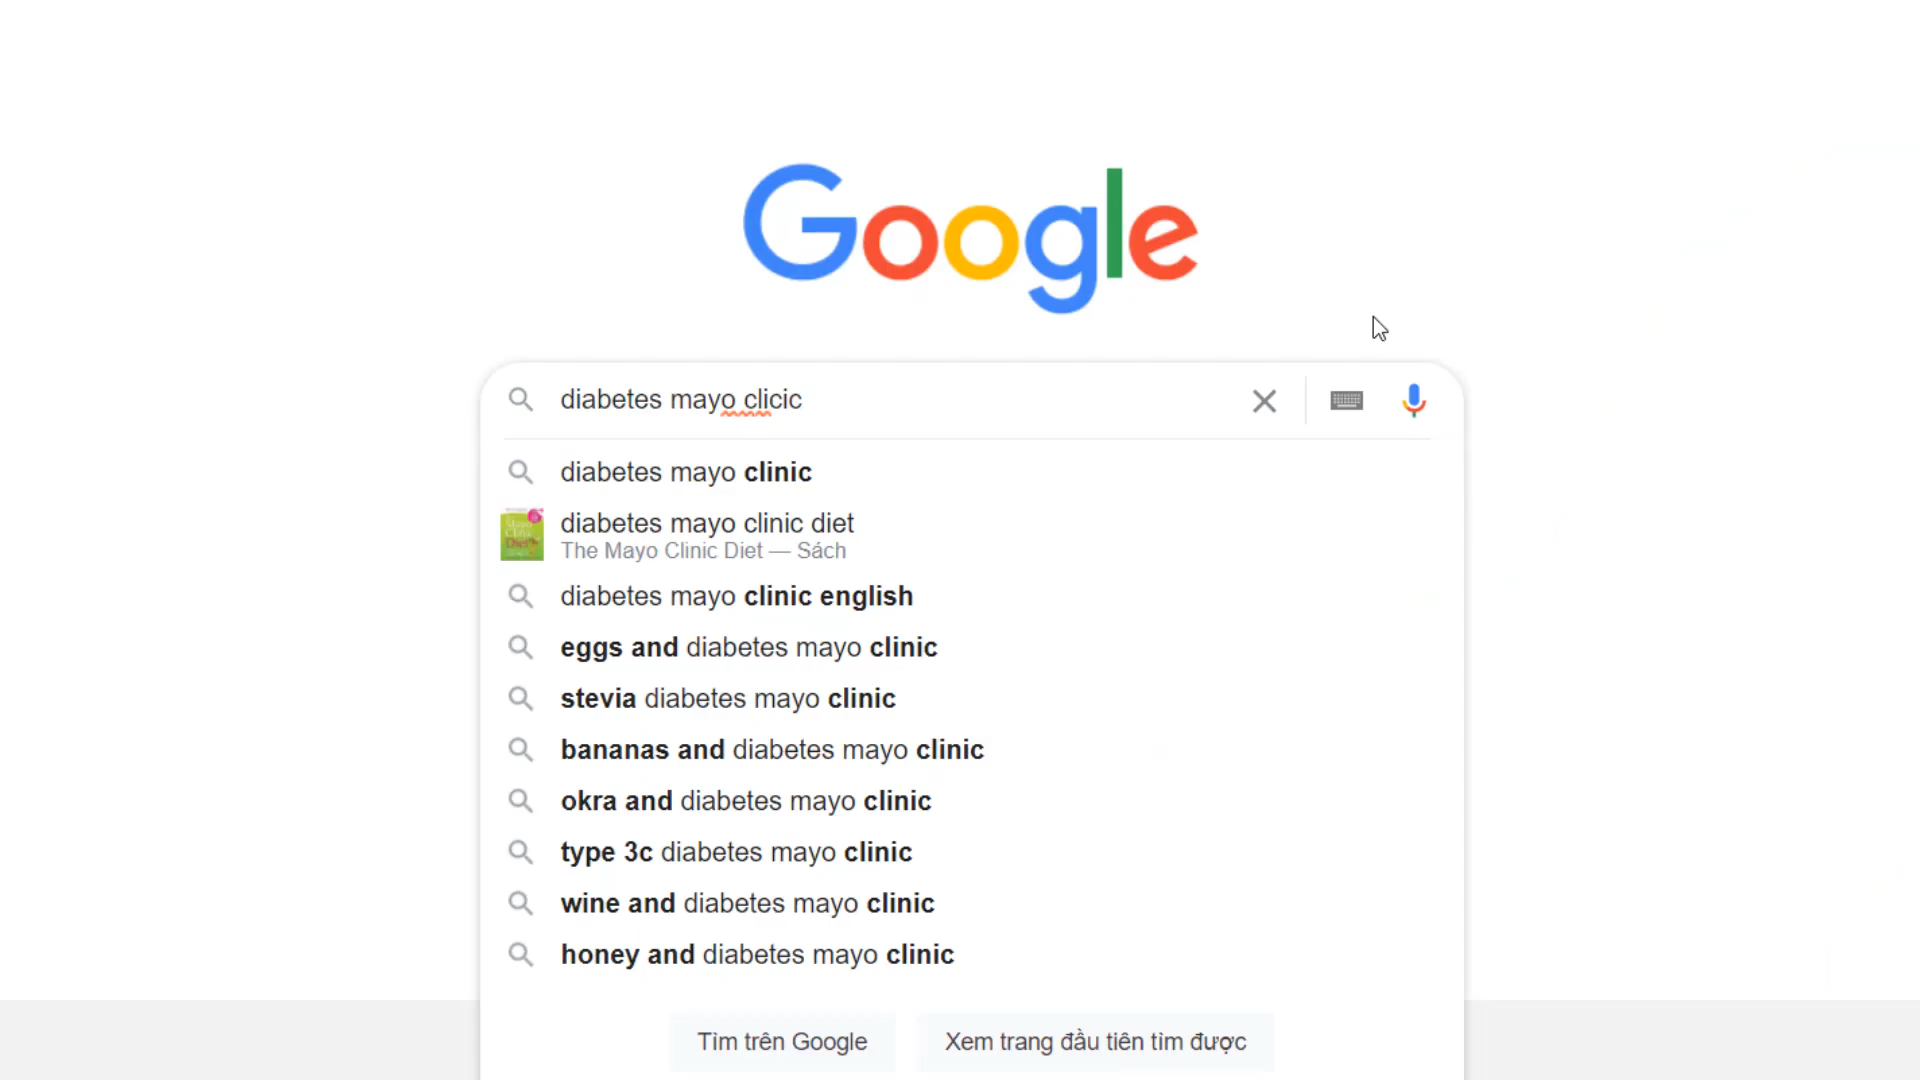 Google
diabetes mayo clicic
diabetes mayo clinic
diabetes mayo clinic diet
The Mayo Clinic Diet — Sách
diabetes mayo clinic english
eggs and diabetes mayo clinic
stevia diabetes mayo clinic
bananas and diabetes mayo clinic
okra and diabetes mayo clinic
type 3c diabetes mayo clinic
wine and diabetes mayo clinic
honey and diabetes mayo clinic
Tìm trên Google
Xem trang đầu tiên tìm được